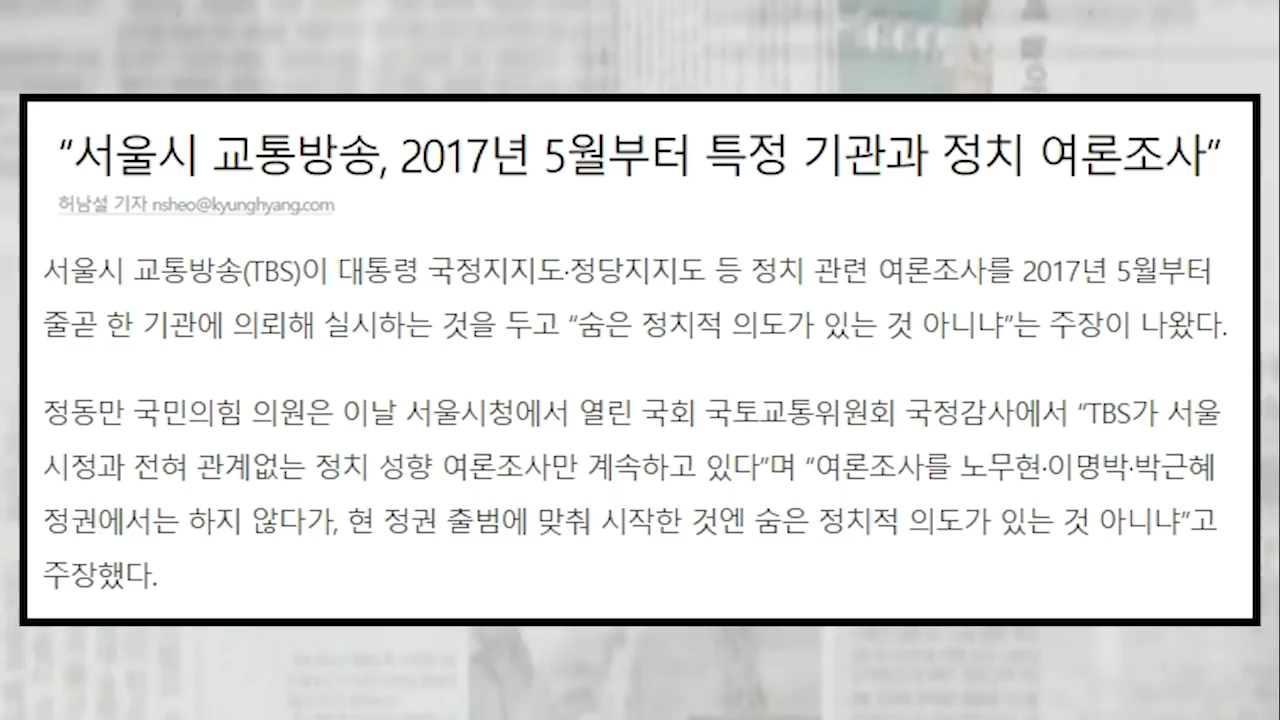 “서울시 교통방송, 2017년 5월부터 특정 기관과 정치 여론조사”
허남설 기자 nsheo@kyunghyang.com
서울시 교통방송(TBS)이 대통령 국정지지도·정당지지도 등 정치 관련 여론조사를 2017년 5월부터
줄곧 한 기관에 의뢰해 실시하는 것을 두고 “숨은 정치적 의도가 있는 것 아니냐”는 주장이 나왔다.
정동만 국민의힘 의원은 이날 서울시청에서 열린 국회 국토교통위원회 국정감사에서 “TBS가 서울
시정과 전혀 관계없는 정치 성향 여론조사만 계속하고 있다”며 “여론조사를 노무현·이명박·박근혜
정권에서는 하지 않다가, 현 정권 출범에 맞춰 시작한 것엔 숨은 정치적 의도가 있는 것 아니냐”고
주장했다.